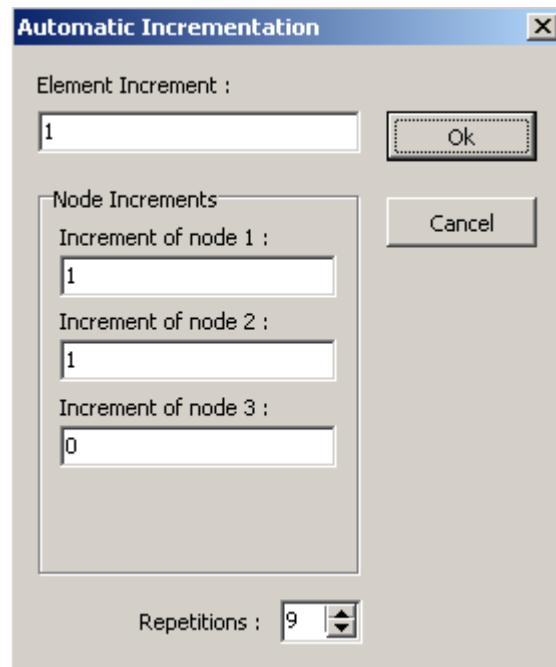 Automatic Incrementation
Element Increment :
1
Ok
Cancel
Node Increments
Increment of node 1 :
1
Increment of node 2 :
1
Increment of node 3 :
0
Repetitions : 9